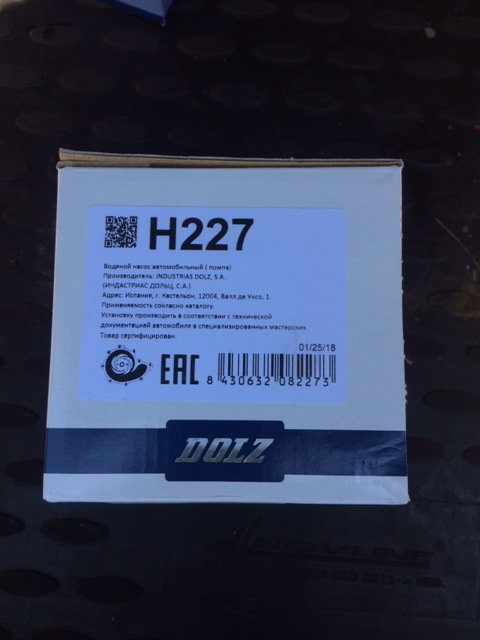 H227
Водяной насос автомобильный ( помпа)
Производитель: INDUSTRIAS DOLZ, S.A.
(ИНДАСТРИАС ДОЛЬЦ, С.А.)
Адрес: Испания, г. Кастельон, 12004, Валл де Уксо, 1.
Применяемость согласно каталогу.
Установку производить в соответствии с технической
документацией автомобиля в специализированных мастерских.
Товар сертифицирован.
01/25/18
EAC
8 430632 082273
DOLZ
NOVLINE